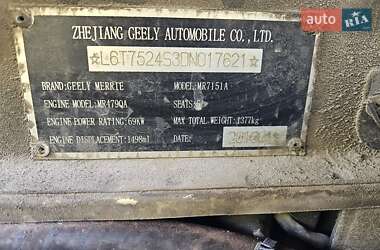 AUTO RIA
ZHEJIANG GEELY AUTOMOBILE CO., LTD.
☆L6T7524S3DN017621☆
BRAND:GEELY MERRIE MR7151A
ENGINE MODEL:MR479QA SEATS:5
ENGINE POWER RATING:69KW MAX TOTAL WEIGHT:1377kg
ENGINE DISPLACEMENT:1498ml DATE: